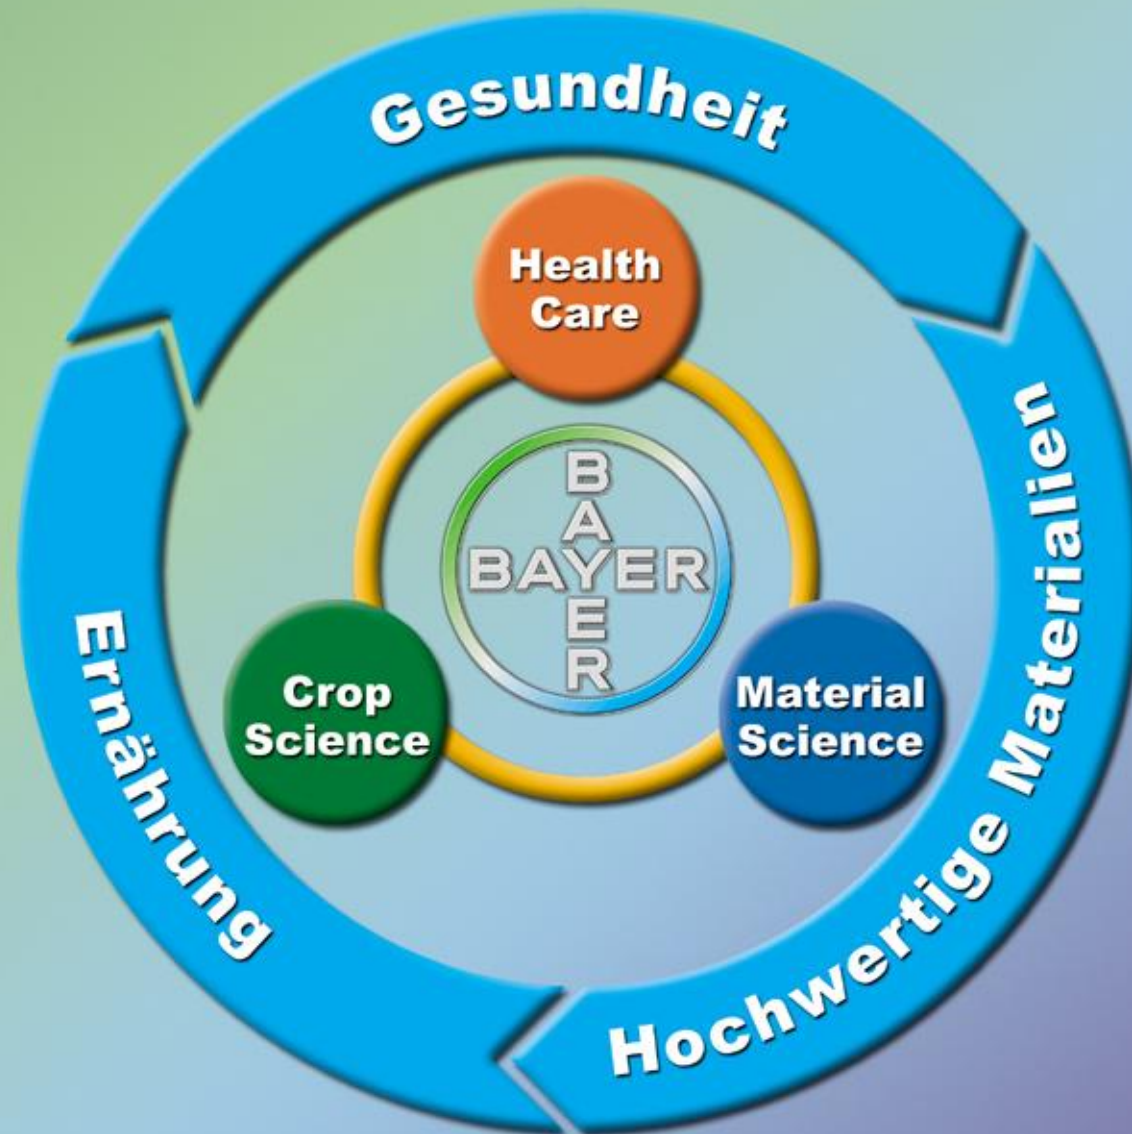 Gesundheit
Health
Care
BAYER
BAYER
Crop
Science
Material
Science
Ernährung
Hochwertige Materialien